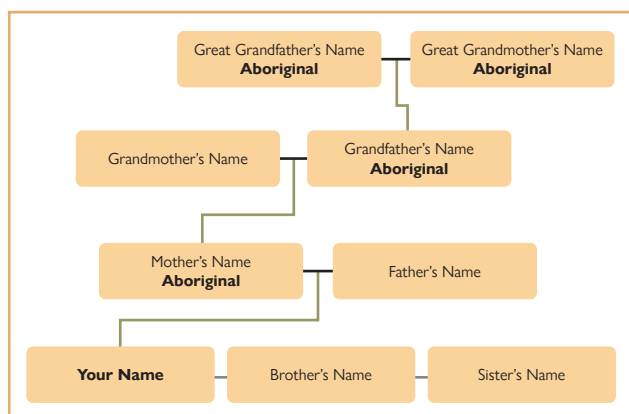 Great Grandfather's Name
Aboriginal
Great Grandmother's Name
Aboriginal
Grandmother's Name
Grandfather's Name
Aboriginal
Mother's Name
Aboriginal
Father's Name
Your Name
Brother's Name
Sister's Name